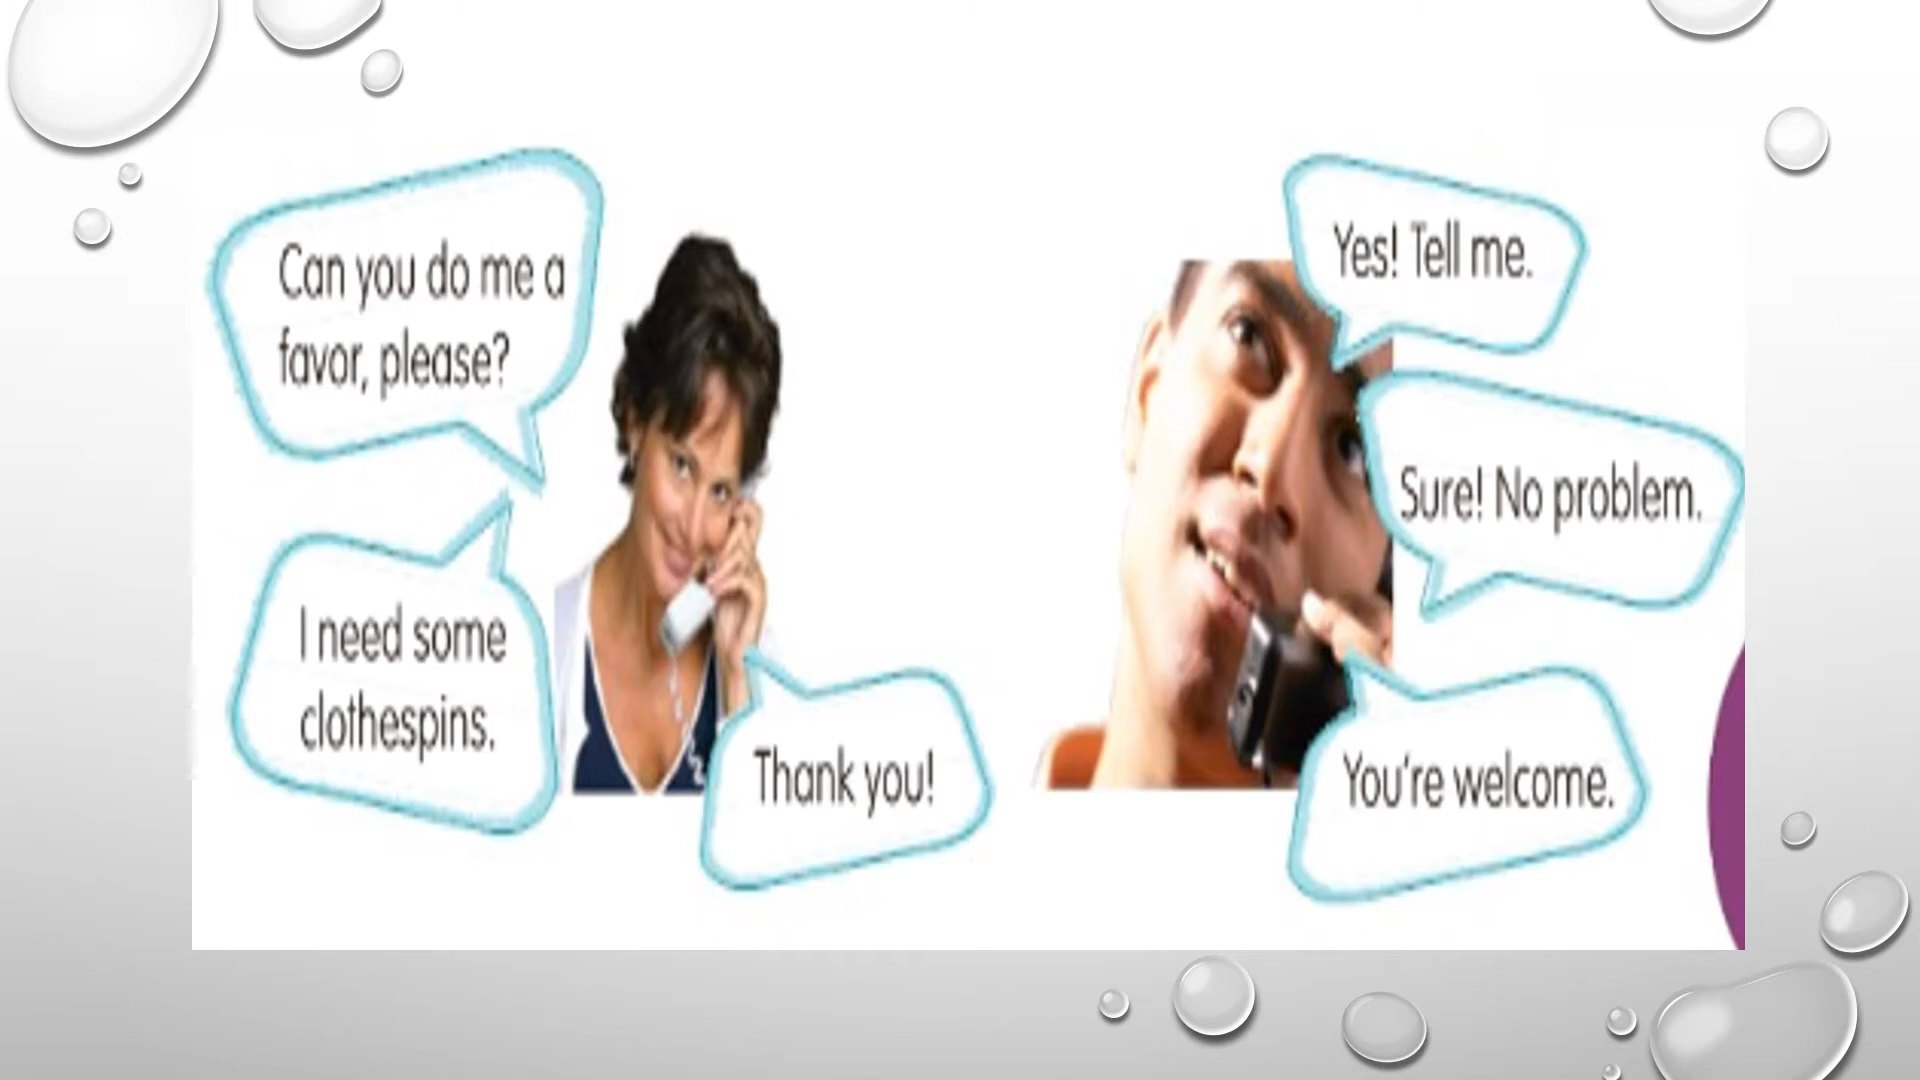 Can you do me a
favor, please?
Yes! Tell me.
I need some
clothespins.
Sure! No problem.
Thank you!
You're welcome.